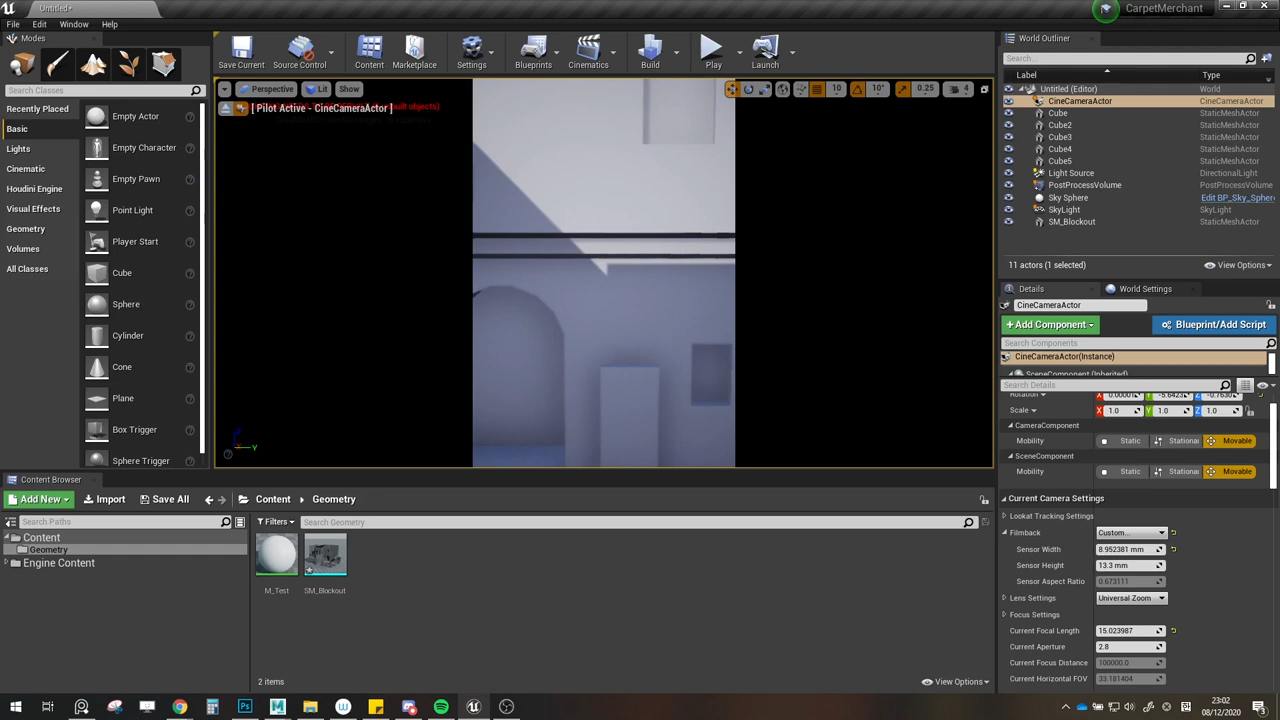 Untitled*
CarpetMerchant
File
Edit
Window
Help
Modes
Search Classes
Recently Placed
Basic
Lights
Cinematic
Houdini Engine
Visual Effects
Geometry
Volumes
All Classes
Empty Actor
Empty Character
Empty Pawn
Point Light
Player Start
Cube
Sphere
Cylinder
Cone
Plane
Box Trigger
Sphere Trigger
Save Current
Source Control
Content
Marketplace
Settings
Blueprints
Cinematics
Build
Play
Launch
Perspective
Lit
Show
10
10°
0.25
4
[ Pilot Active - CineCameraActor ]
built objects)
Y
World Outliner
Search...
Label
Type
Untitled (Editor)
World
CineCameraActor
CineCameraActor
Cube
StaticMeshActor
Cube2
StaticMeshActor
Cube3
StaticMeshActor
Cube4
StaticMeshActor
Cube5
StaticMeshActor
Light Source
DirectionalLight
PostProcessVolume
PostProcessVolume
Sky Sphere
Edit BP_Sky_Sphere
SkyLight
SkyLight
SM_Blockout
StaticMeshActor
11 actors (1 selected)
View Options
Details
World Settings
CineCameraActor
+Add Component
Blueprint/Add Script
Search Components
CineCameraActor(Instance)
SceneComponent (Inherited)
Search Details
Rotation
Scale
X 1.0
Y 1.0
Z 1.0
CameraComponent
Mobility
Static
Stationar
Movable
SceneComponent
Mobility
Static
Stationar
Movable
Current Camera Settings
Lookat Tracking Settings
Filmback
Custom...
Sensor Width
8.952381 mm
Sensor Height
13.3 mm
Sensor Aspect Ratio
0.673111
Lens Settings
Universal Zoom
Focus Settings
Current Focal Length
15.023987
Current Aperture
2.8
Current Focus Distance
100000.0
Current Horizontal FOV
33.181404
Content Browser
Add New
Import
Save All
Content
Geometry
Search Paths
Filters
Search Geometry
Content
Geometry
Engine Content
M_Test
SM_Blockout
2 items
View Options
23:02
08/12/2020